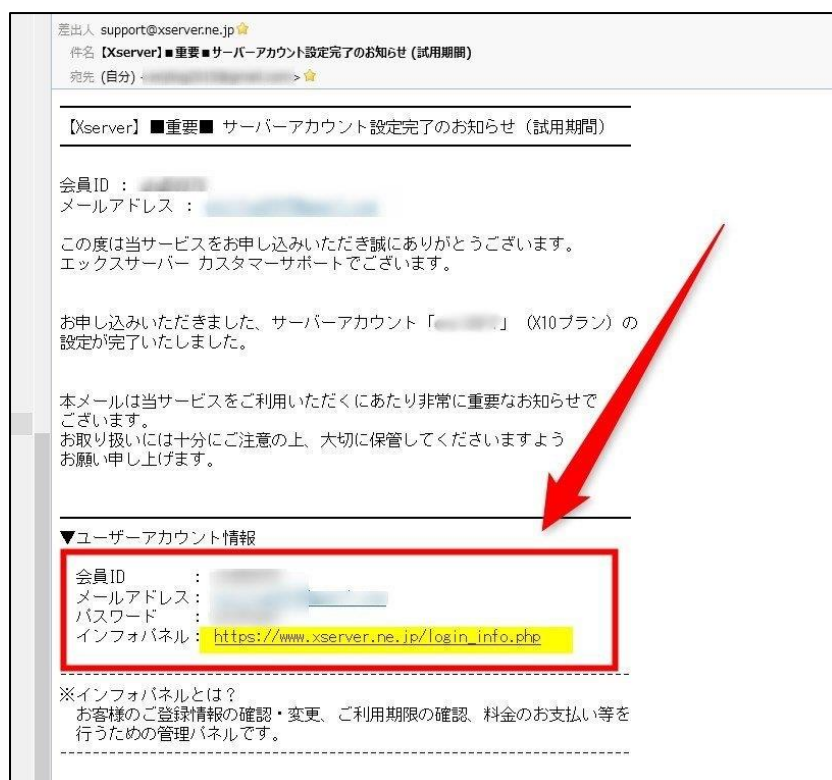 差出人 support@xserver.ne.jp
件名 【Xserver】■重要■サーバーアカウント設定完了のお知らせ (試用期間)
宛先 (自分)
【Xserver】■重要■ サーバーアカウント設定完了のお知らせ（試用期間）
会員ID :
メールアドレス :
この度は当サービスをお申し込みいただき誠にありがとうございます。
エックスサーバー カスタマーサポートでございます。
お申し込みいただきました、サーバーアカウント「 」（X10プラン）の
設定が完了いたしました。
本メールは当サービスをご利用いただくにあたり非常に重要なお知らせで
ございます。
お取り扱いには十分にご注意の上、大切に保管してくださいますよう
お願い申し上げます。
▼ユーザーアカウント情報
会員ID :
メールアドレス:
パスワード :
インフォパネル: https://www.xserver.ne.jp/login_info.php
※インフォパネルとは？
お客様のご登録情報の確認・変更、ご利用期限の確認、料金のお支払い等を
行うための管理パネルです。